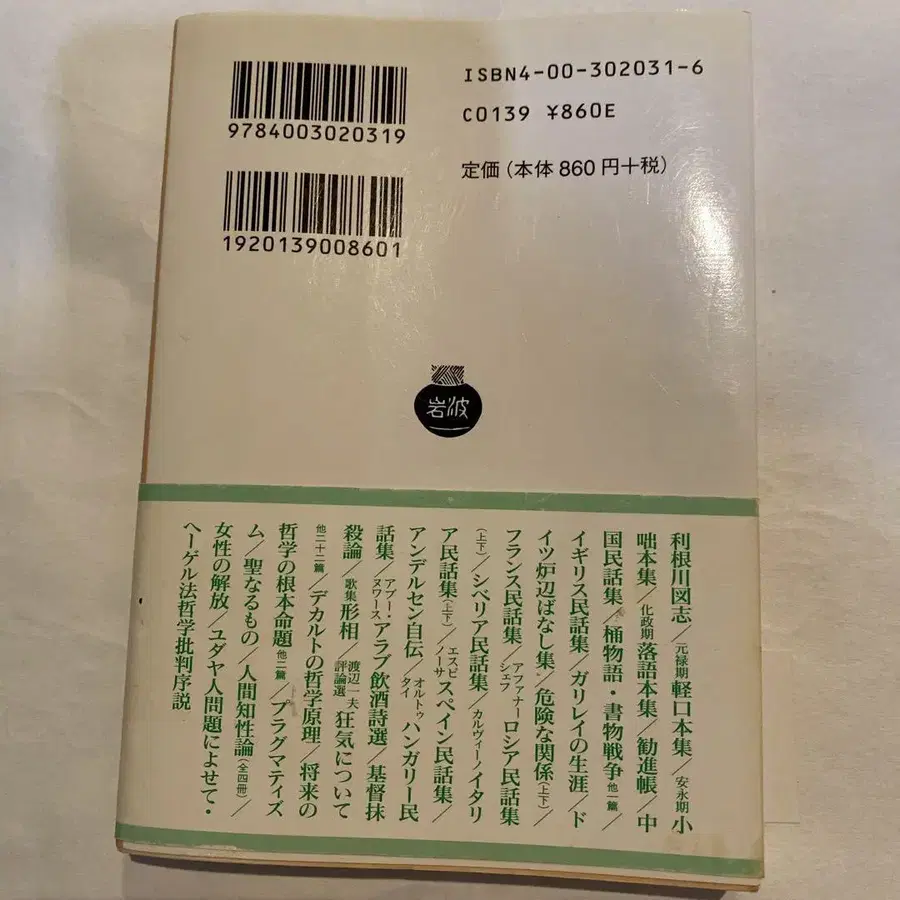 ISBN4-00-302031-6
C0139 ¥860E
9784003020319
定価（本体860円＋税）
1920139008601
岩波
利根川図志／元禄期軽口本集／安永期小
咄本集／化政期落語本集／勧進帳／中
国民話集／桶物語・書物戦争他一篇／
イギリス民話集／ガリレイの生涯／ド
イツ炉辺ばなし集／危険な関係（上下）／
フランス民話集／アファナーシェフロシア民話集
（上下）／シベリア民話集／カルヴィーノイタリ
ア民話集（上下）／エスピノーサスペイン民話集／
アンデルセン自伝／オルトゥタイハンガリー民
話集／アブー・ヌワースアラブ飲酒詩選／基督抹
殺論／歌集形相／渡辺一夫評論選狂気について
他二十二篇／デカルトの哲学原理／将来の
哲学の根本命題他二篇／プラグマティズ
ム／聖なるもの／人間知性論（全四冊）／
女性の解放／ユダヤ人問題によせて・
ヘーゲル法哲学批判序説